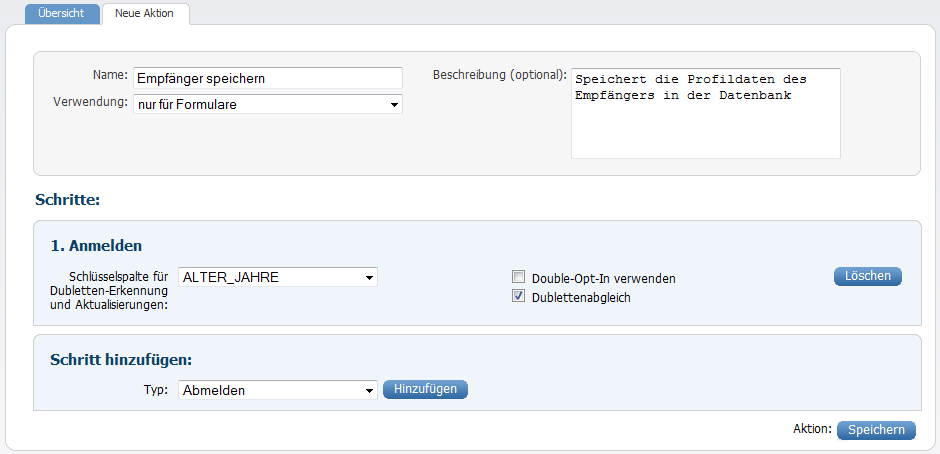 Übersicht
Neue Aktion
Name:
Empfänger speichern
Verwendung:
nur für Formulare
Beschreibung (optional):
Speichert die Profildaten des
Empfängers in der Datenbank
Schritte:
1. Anmelden
Schlüsselspalte für
Dubletten-Erkennung
und Aktualisierungen:
ALTER_JAHRE
Double-Opt-In verwenden
Dublettenabgleich
Löschen
Schritt hinzufügen:
Typ:
Abmelden
Hinzufügen
Aktion:
Speichern